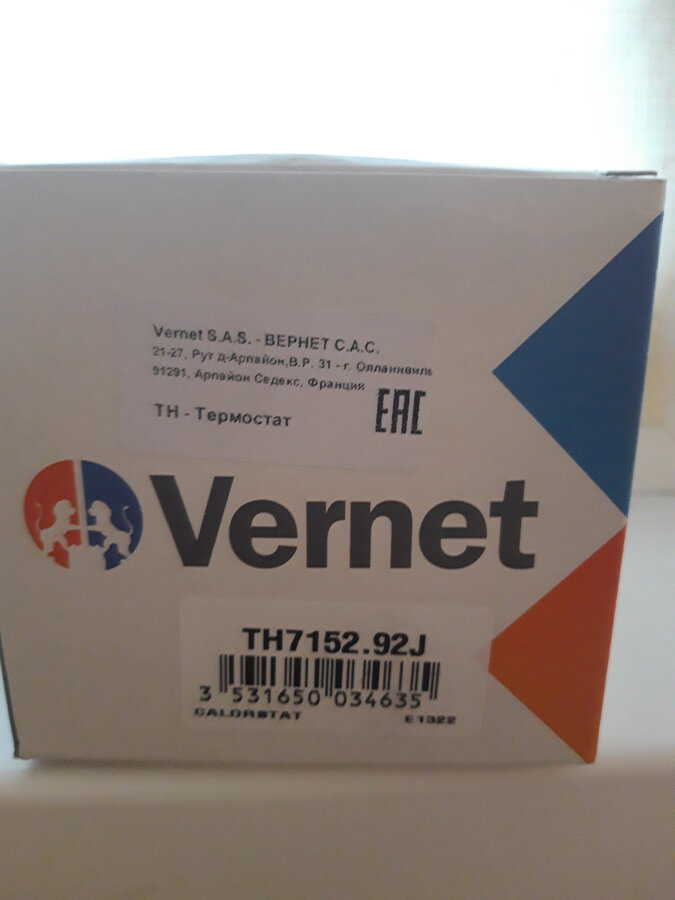 Vernet S.A.S. - ВЕРНЕТ С.А.С.
21-27, Рут д-Арпайон,B.P. 31 - г. Оллаинвиль
91291, Арпайон Седекс, Франция
TH - Термостат
EAC
Vernet
TH7152.92J
3 531650 034635
CALORSTAT E1322